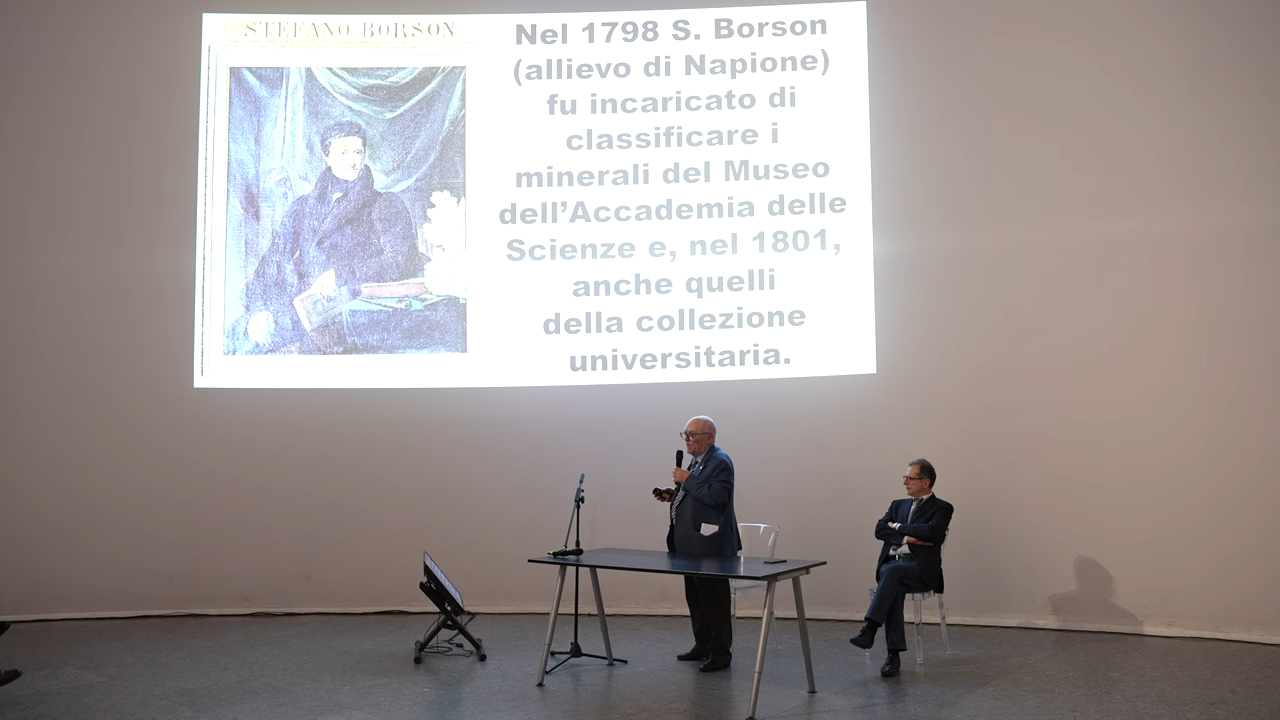 STEFANO BORSON
Nel 1798 S. Borson
(allievo di Napione)
fu incaricato di
classificare i
minerali del Museo
dell’Accademia delle
Scienze e, nel 1801,
anche quelli
della collezione
universitaria.